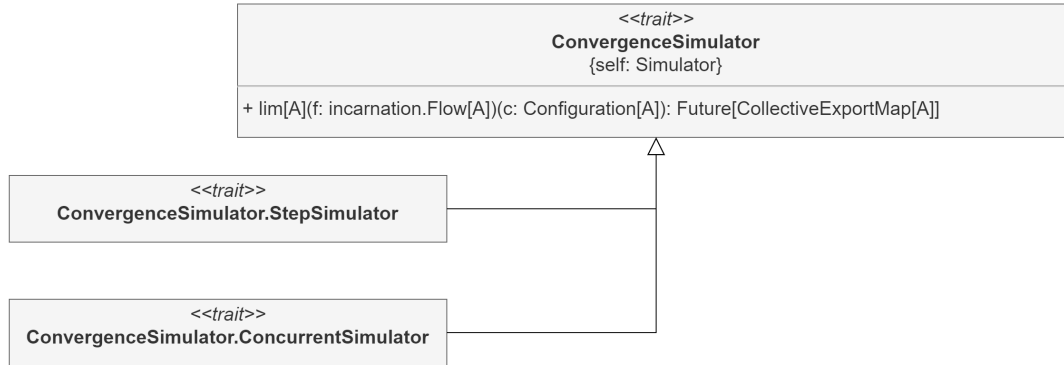 <<trait>>
ConvergenceSimulator
{self: Simulator}
+ lim[A](f: incarnation.Flow[A])(c: Configuration[A]): Future[CollectiveExportMap[A]]
<<trait>>
ConvergenceSimulator.StepSimulator
<<trait>>
ConvergenceSimulator.ConcurrentSimulator